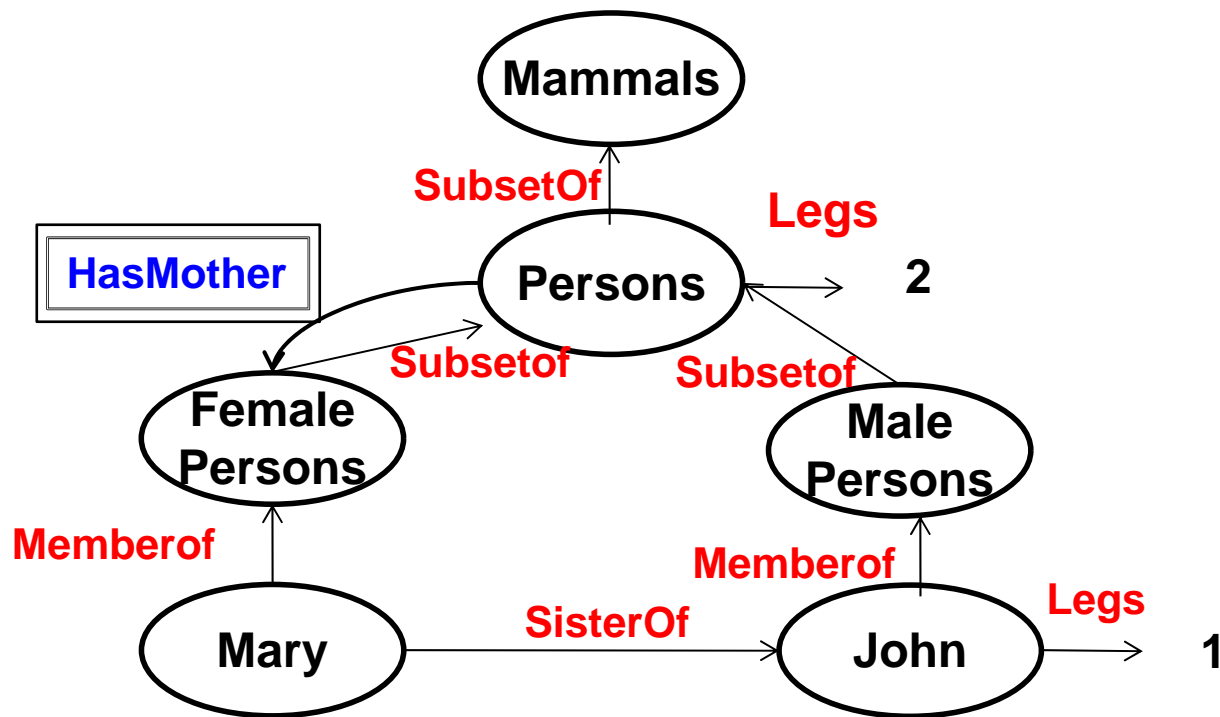 Mammals
SubsetOf
Legs
HasMother
Persons
2
Subsetof
Subsetof
Female
Persons
Male
Persons
Memberof
Memberof
Legs
SisterOf
Mary
John
1